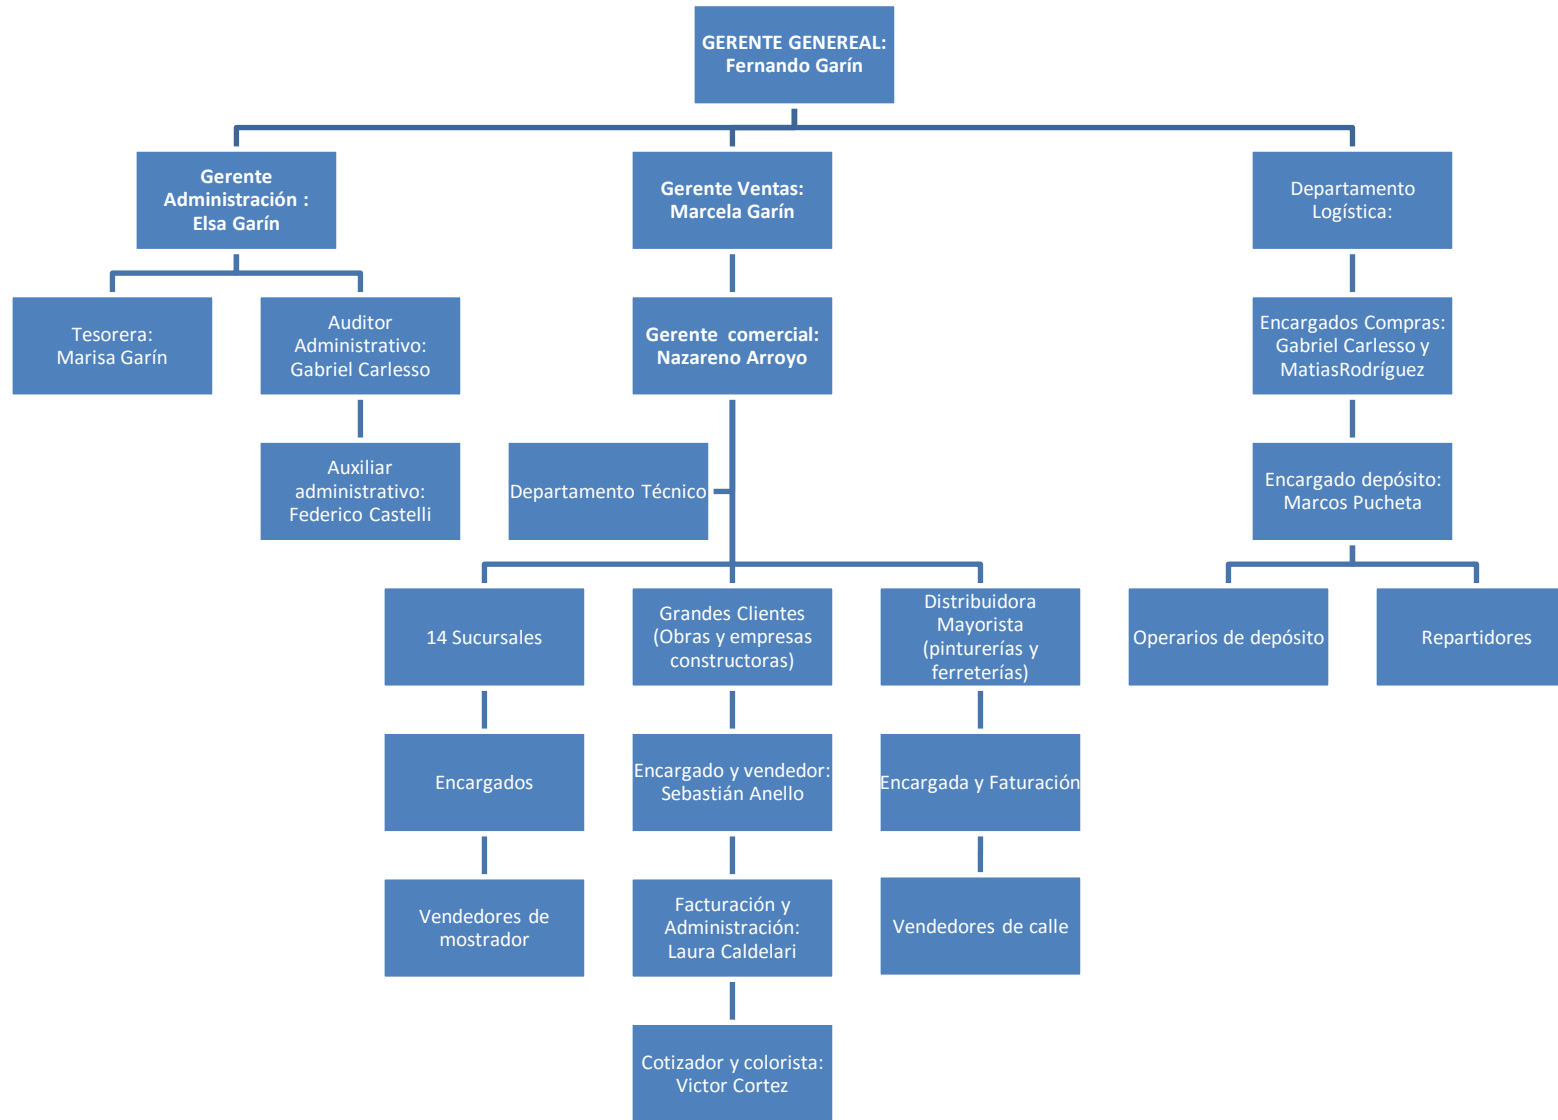 GERENTE GENEREAL:
Fernando Garín
Gerente
Administración :
Elsa Garín
Gerente Ventas:
Marcela Garín
Departamento
Logística:
Tesorera:
Marisa Garín
Auditor
Administrativo:
Gabriel Carlesso
Gerente comercial:
Nazareno Arroyo
Encargados Compras:
Gabriel Carlesso y
MatiasRodríguez
Auxiliar
administrativo:
Federico Castelli
Departamento Técnico
Encargado depósito:
Marcos Pucheta
14 Sucursales
Grandes Clientes
(Obras y empresas
constructoras)
Distribuidora
Mayorista
(pinturerías y
ferreterías)
Operarios de depósito
Repartidores
Encargados
Encargado y vendedor:
Sebastián Anello
Encargada y Faturación
Vendedores de
mostrador
Facturación y
Administración:
Laura Caldelari
Vendedores de calle
Cotizador y colorista:
Victor Cortez